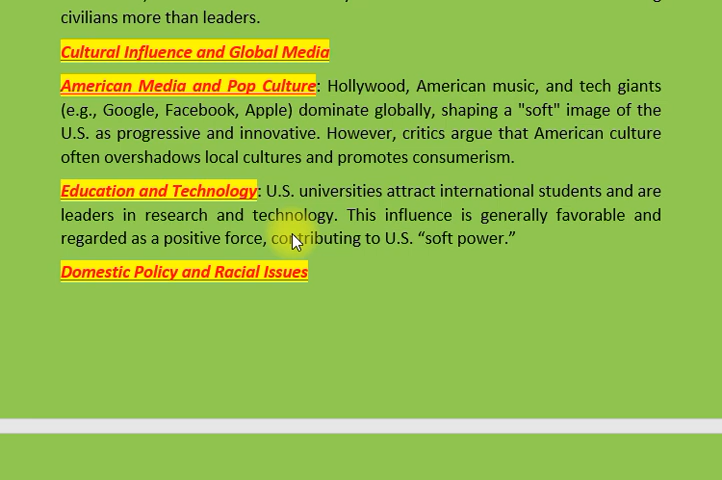 civilians more than leaders.
Cultural Influence and Global Media
American Media and Pop Culture: Hollywood, American music, and tech giants
(e.g., Google, Facebook, Apple) dominate globally, shaping a "soft" image of the
U.S. as progressive and innovative. However, critics argue that American culture
often overshadows local cultures and promotes consumerism.
Education and Technology: U.S. universities attract international students and are
leaders in research and technology. This influence is generally favorable and
regarded as a positive force, contributing to U.S. “soft power.”
Domestic Policy and Racial Issues